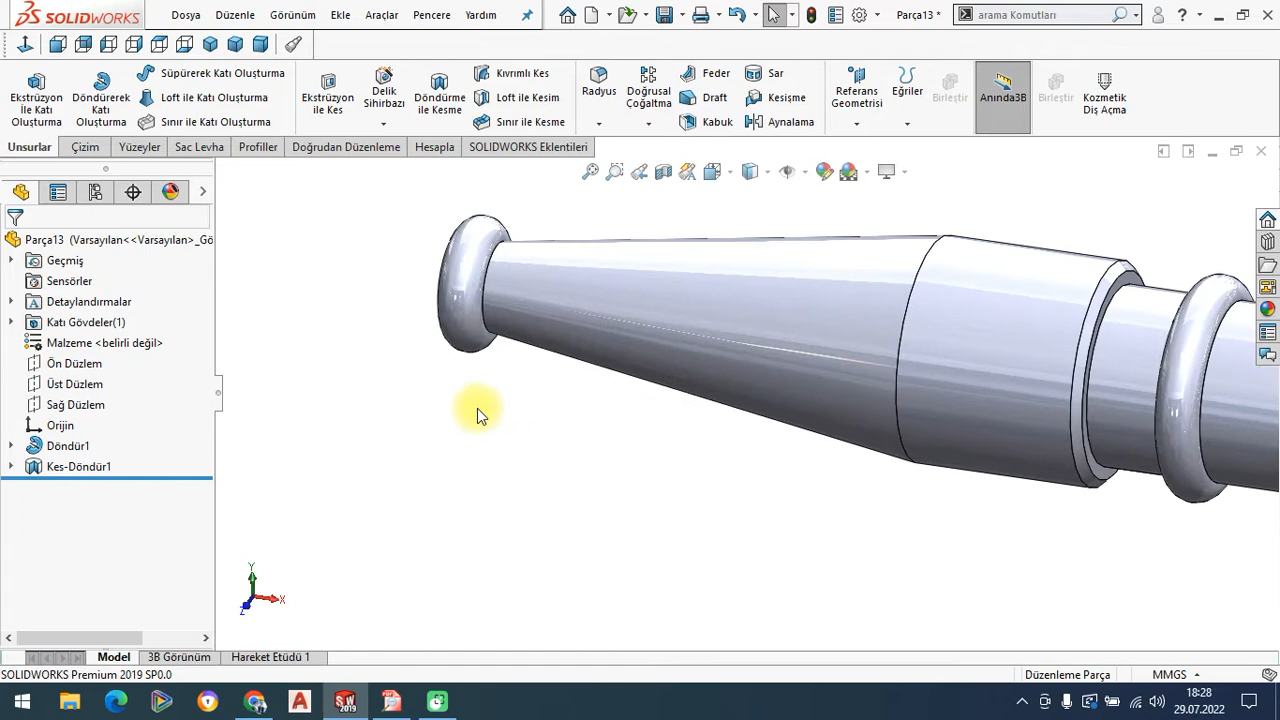 SOLIDWORKS
Dosya Düzenle Görünüm Ekle Araçlar Pencere Yardım
Parça13 *
arama Komutları
Ekstrüzyon ile Katı Oluşturma
Döndürerek Katı Oluşturma
Süpürerek Katı Oluşturma
Loft ile Katı Oluşturma
Sınır ile Katı Oluşturma
Ekstrüzyon ile Kes
Delik Sihirbazı
Döndürme ile Kesme
Kıvrımlı Kes
Loft ile Kesim
Sınır ile Kesme
Radyus
Doğrusal Çoğaltma
Feder
Draft
Kabuk
Sar
Kesişme
Aynalama
Referans Geometrisi
Eğriler
Birleştir
Anında3B
Birleştir
Kozmetik Diş Açma
Unsurlar Çizim Yüzeyler Sac Levha Profiller Doğrudan Düzenleme Hesapla SOLIDWORKS Eklentileri
Parça13 (Varsayılan<<Varsayılan>_Gö
Geçmiş
Sensörler
Detaylandırmalar
Katı Gövdeler(1)
Malzeme <belirli değil>
Ön Düzlem
Üst Düzlem
Sağ Düzlem
Orijin
Döndür1
Kes-Döndür1
Y
X
Z
Model 3B Görünüm Hareket Etüdü 1
SOLIDWORKS Premium 2019 SP0.0
Düzenleme Parça
MMGS
18:28
29.07.2022